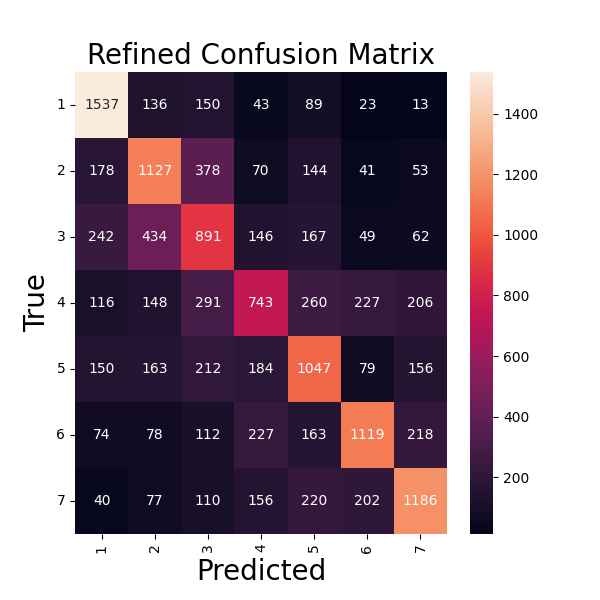 Refined Confusion Matrix
1 1537 136 150 43 89 23 13
2 178 1127 378 70 144 41 53
3 242 434 891 146 167 49 62
4 116 148 291 743 260 227 206
5 150 163 212 184 1047 79 156
6 74 78 112 227 163 1119 218
7 40 77 110 156 220 202 1186
1 2 3 4 5 6 7
True
Predicted
1400
1200
1000
800
600
400
200